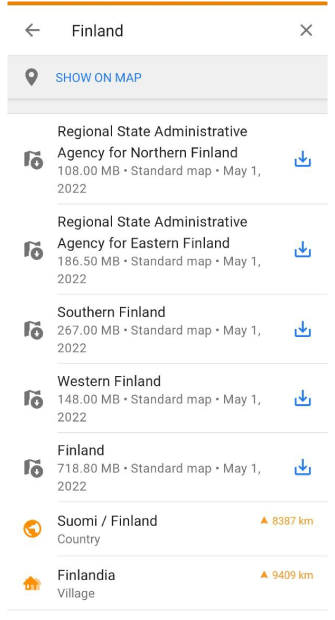 Finland
SHOW ON MAP
Regional State Administrative
Agency for Northern Finland
108.00 MB • Standard map • May 1,
2022
Regional State Administrative
Agency for Eastern Finland
186.50 MB • Standard map • May 1,
2022
Southern Finland
267.00 MB • Standard map • May 1,
2022
Western Finland
148.00 MB • Standard map • May 1,
2022
Finland
718.80 MB • Standard map • May 1,
2022
Suomi / Finland
8387 km
Country
Finlandia
9409 km
Village